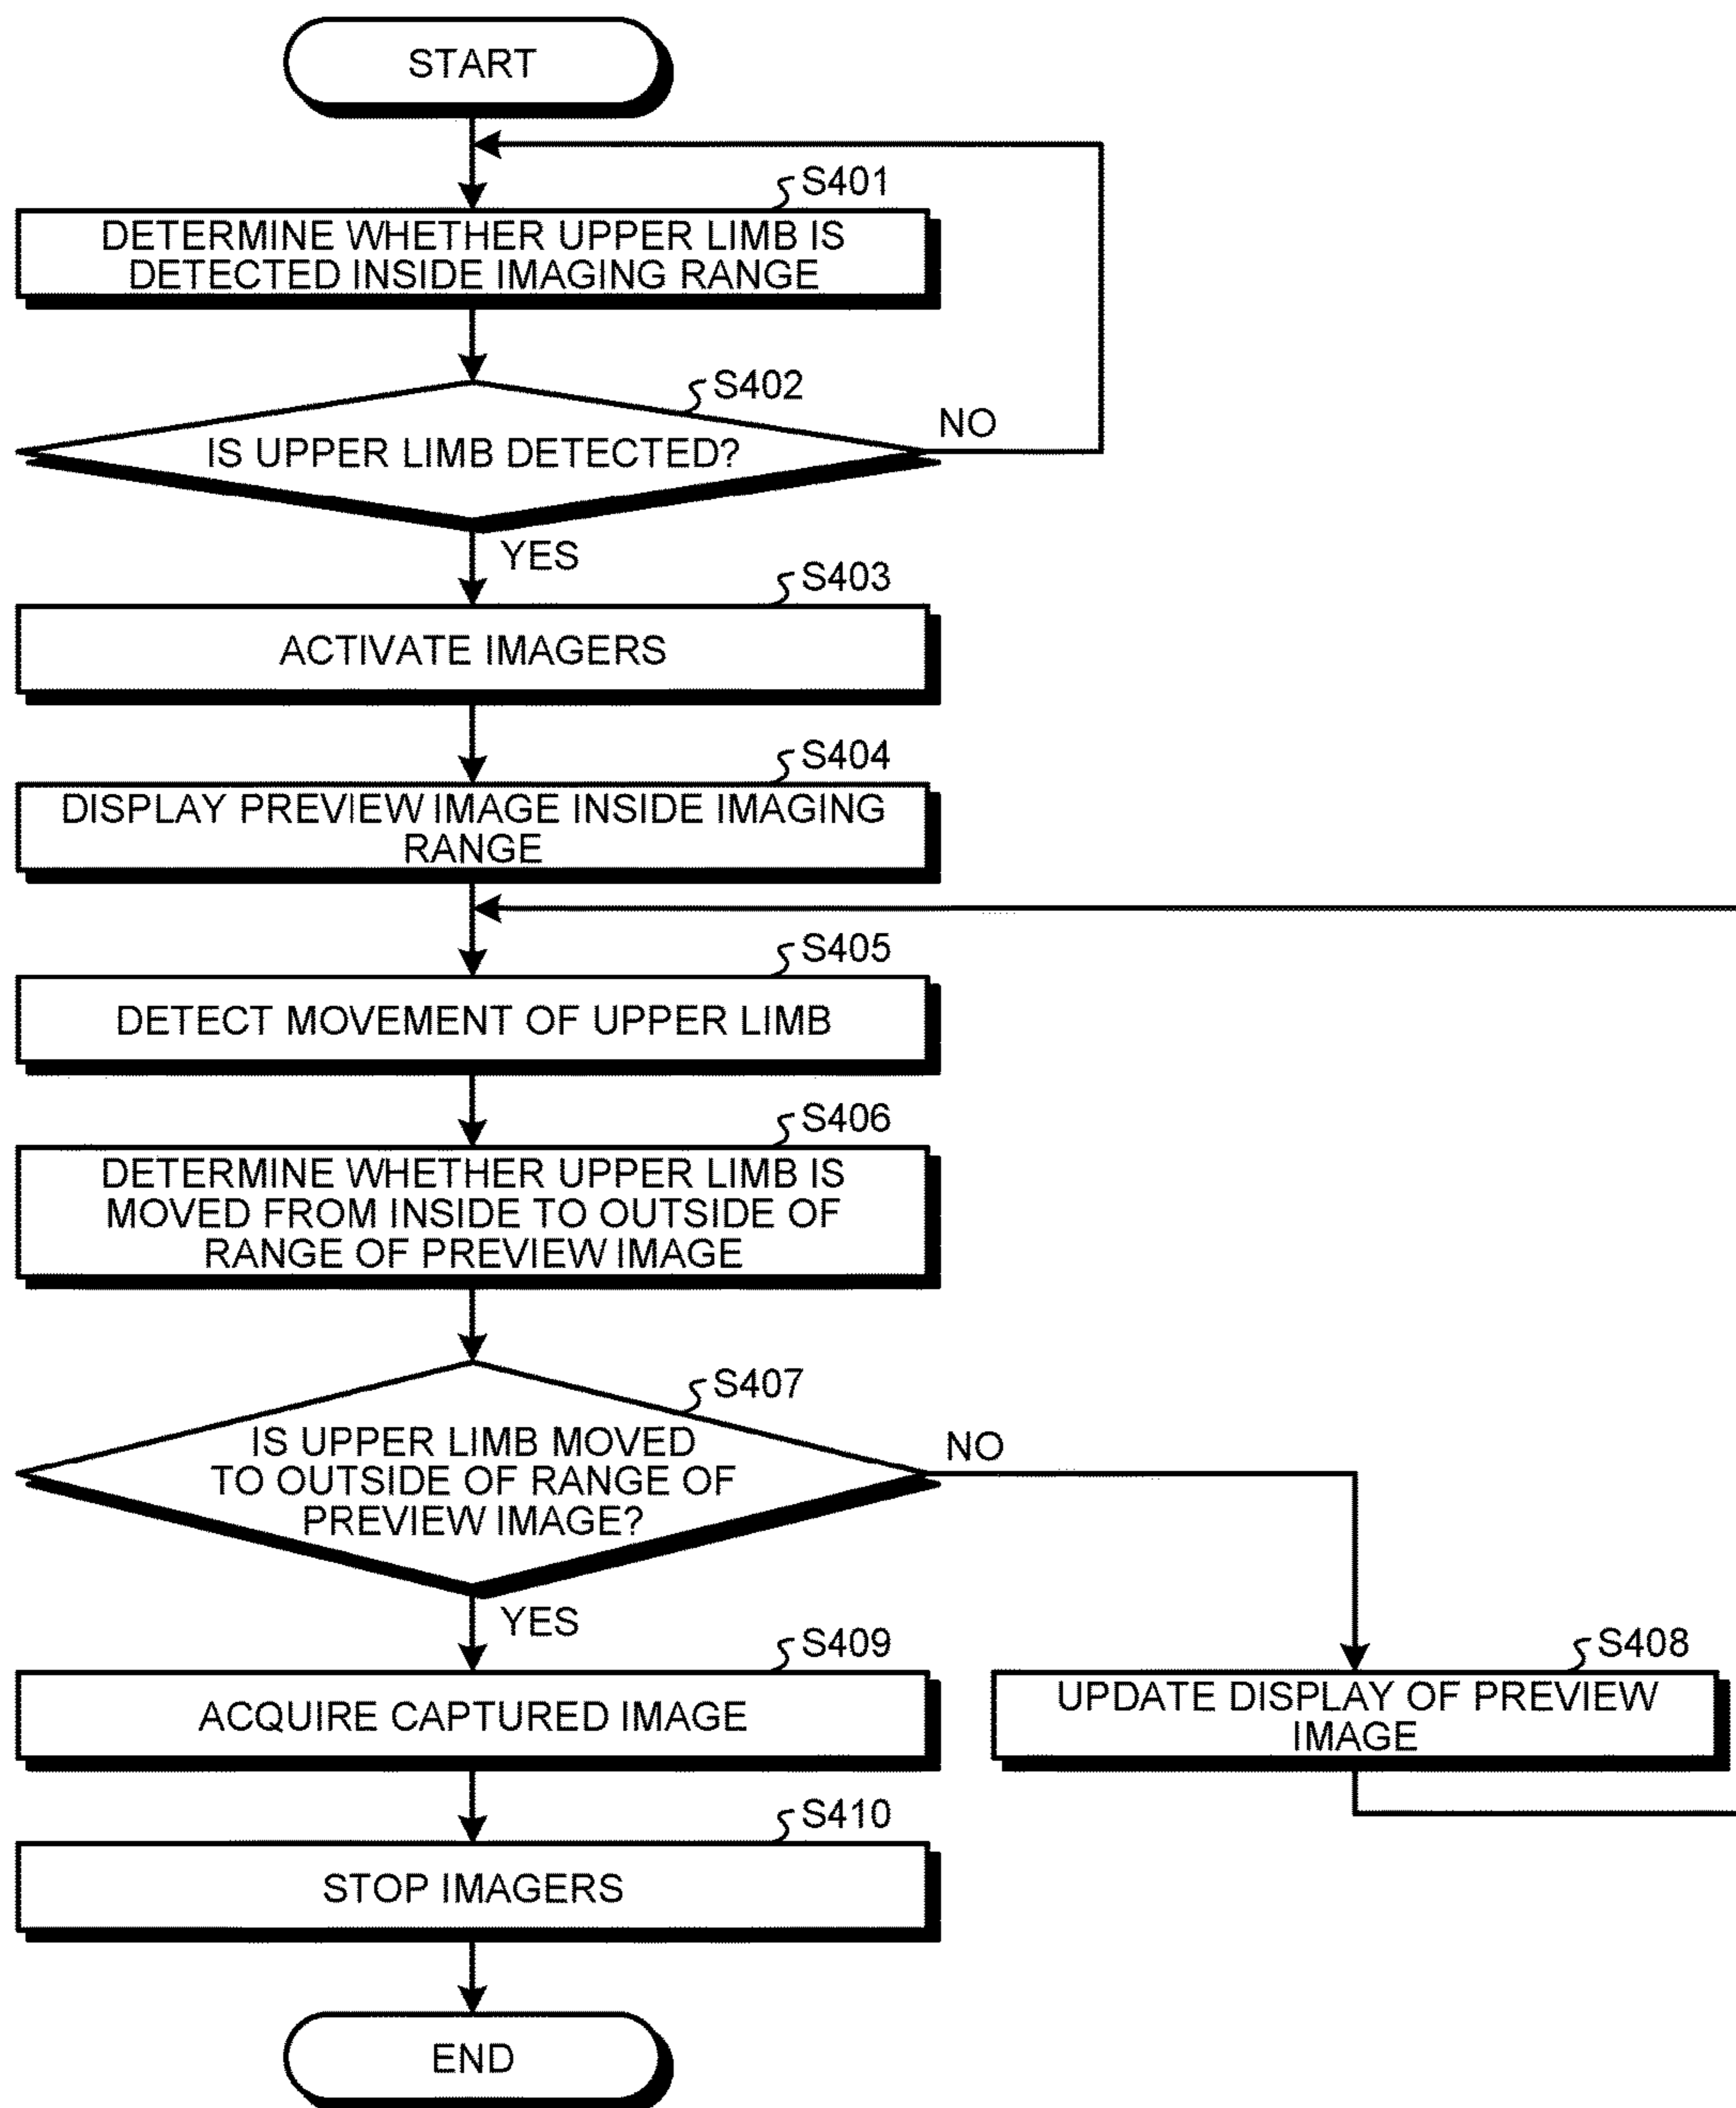 START
S401
DETERMINE WHETHER UPPER LIMB IS
DETECTED INSIDE IMAGING RANGE
S402
IS UPPER LIMB DETECTED?
NO
YES
S403
ACTIVATE IMAGERS
S404
DISPLAY PREVIEW IMAGE INSIDE IMAGING
RANGE
S405
DETECT MOVEMENT OF UPPER LIMB
S406
DETERMINE WHETHER UPPER LIMB IS
MOVED FROM INSIDE TO OUTSIDE OF
RANGE OF PREVIEW IMAGE
S407
IS UPPER LIMB MOVED
TO OUTSIDE OF RANGE OF
PREVIEW IMAGE?
NO
YES
S408
UPDATE DISPLAY OF PREVIEW
IMAGE
S409
ACQUIRE CAPTURED IMAGE
S410
STOP IMAGERS
END